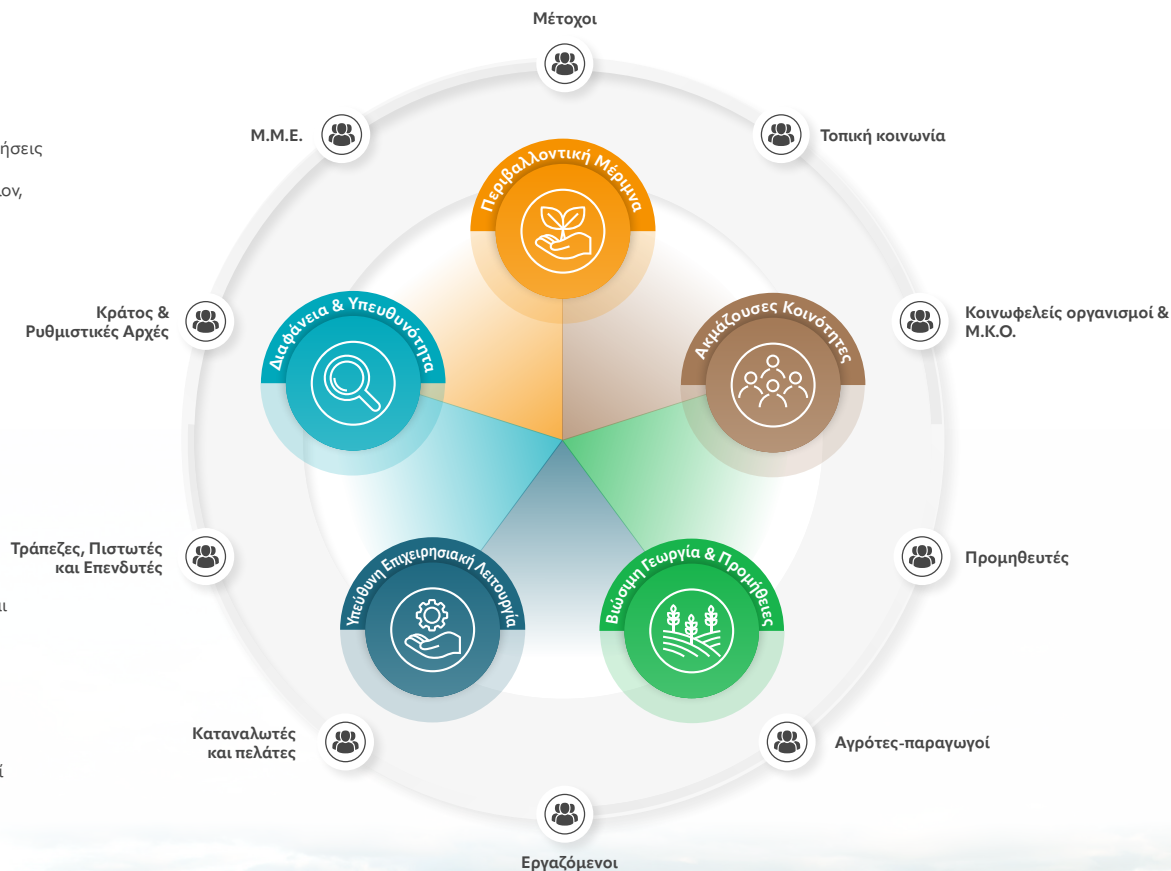 Μέτοχοι
Μ.Μ.Ε.
Τοπική κοινωνία
Περιβαλλοντική Μέριμνα
Διαφάνεια & Υπευθυνότητα
Ακμάζουσες Κοινότητες
Κράτος &
Ρυθμιστικές Αρχές
Κοινωφελείς οργανισμοί &
Μ.Κ.Ο.
Τράπεζες, Πιστωτές
και Επενδυτές
Προμηθευτές
Υπεύθυνη Επιχειρησιακή Λειτουργία
Βιώσιμη Γεωργία & Προμήθειες
Καταναλωτές
και πελάτες
Αγρότες-παραγωγοί
Εργαζόμενοι